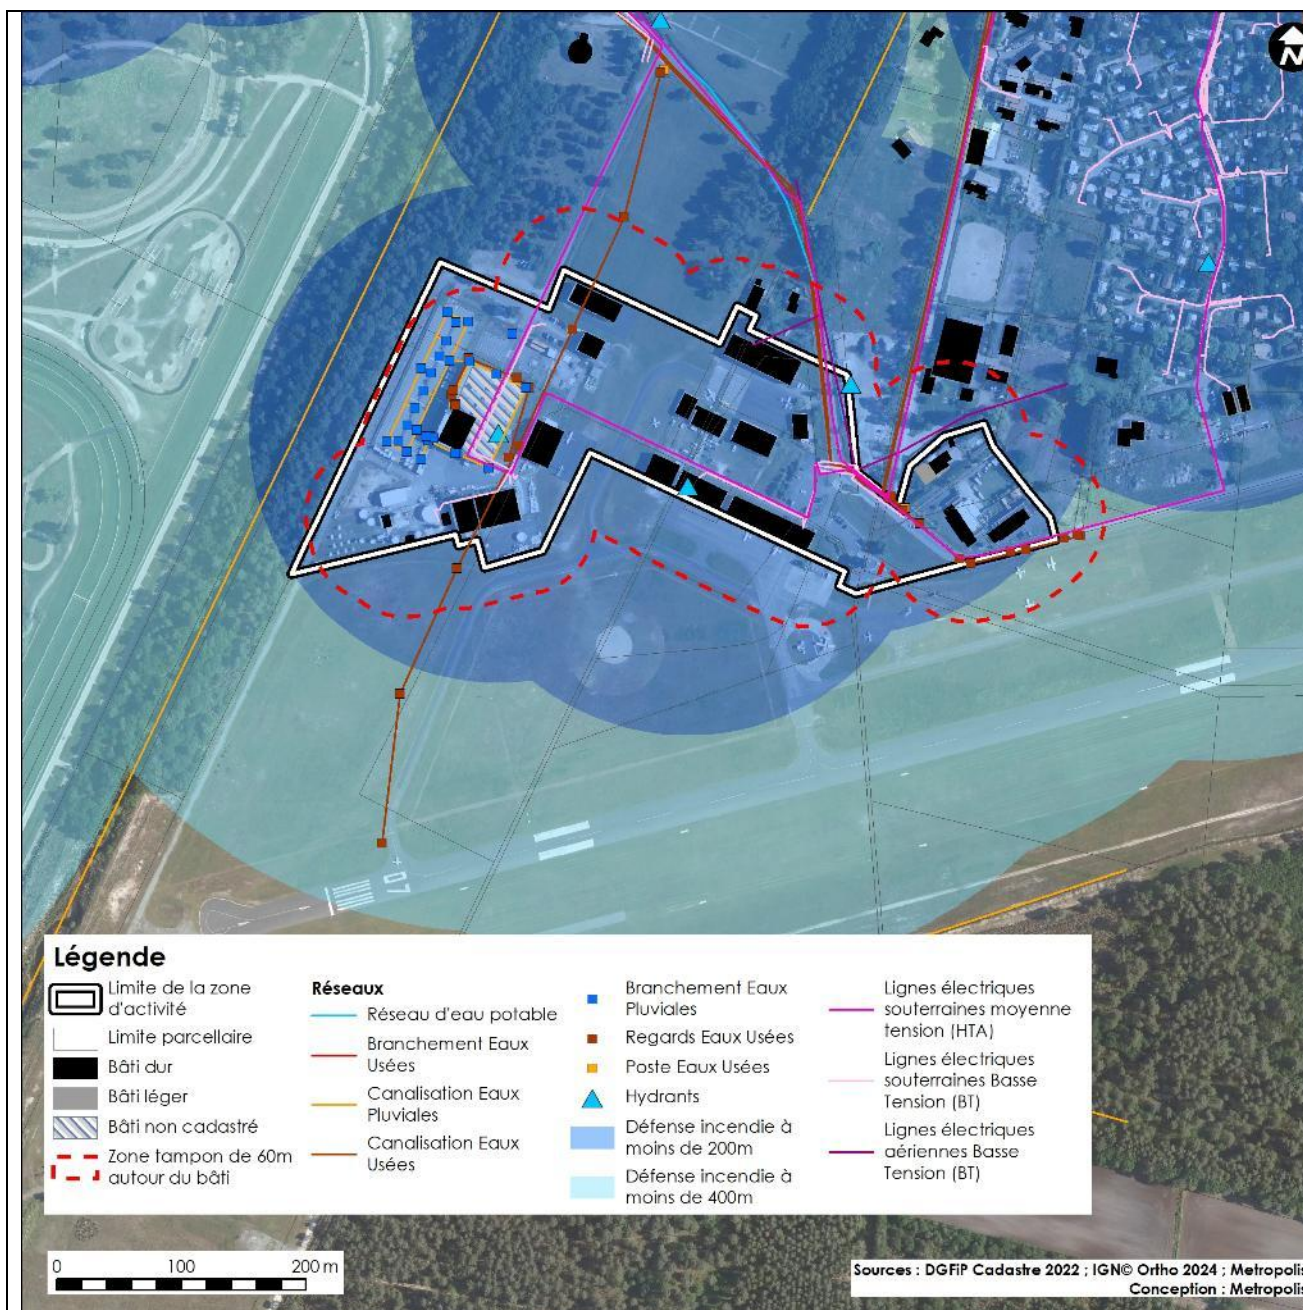 N
07
Légende
Limite de la zone
d'activité
Limite parcellaire
Bâti dur
Bâti léger
Bâti non cadastré
Zone tampon de 60m
autour du bâti
Réseaux
Réseau d'eau potable
Branchement Eaux
Usées
Canalisation Eaux
Pluviales
Canalisation Eaux
Usées
Branchement Eaux
Pluviales
Regards Eaux Usées
Poste Eaux Usées
Hydrants
Défense incendie à
moins de 200m
Défense incendie à
moins de 400m
Lignes électriques
souterraines moyenne
tension (HTA)
Lignes électriques
souterraines Basse
Tension (BT)
Lignes électriques
aériennes Basse
Tension (BT)
0 100 200 m
Sources : DGFiP Cadastre 2022 ; IGN© Ortho 2024 ; Metropolis
Conception : Metropolis